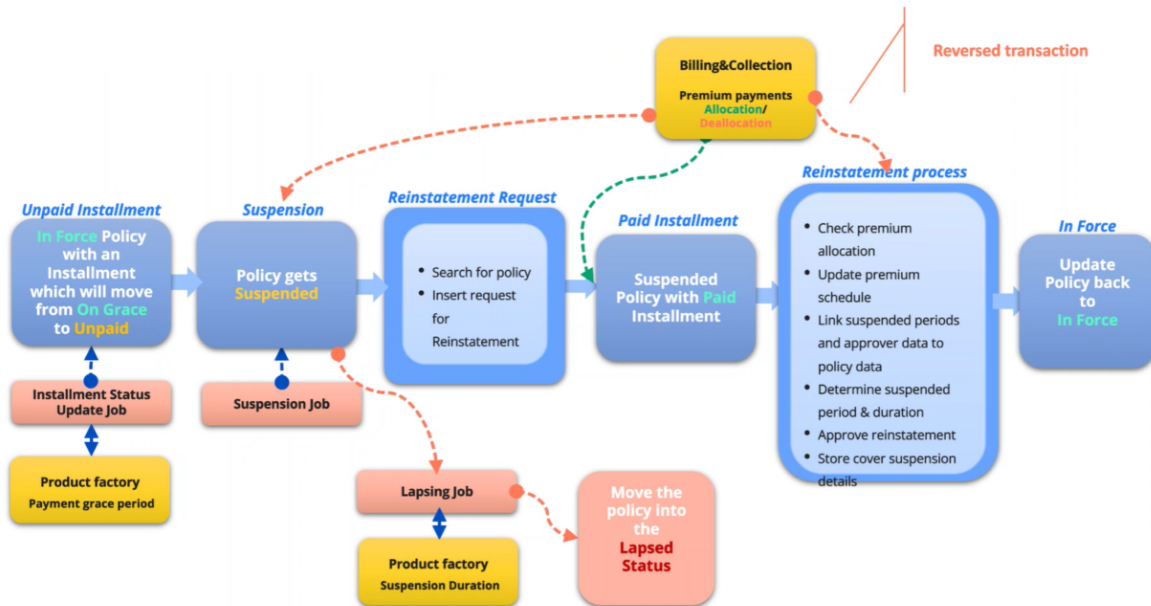 Reversed transaction
Billing&Collection
Premium payments
Allocation/
Deallocation
Unpaid Installment
In Force Policy
with an
Installment
which will move
from On Grace
to Unpaid
Installment Status
Update Job
Product factory
Payment grace period
Suspension
Policy gets
Suspended
Suspension Job
Reinstatement Request
• Search for policy
• Insert request
for
Reinstatement
Paid Installment
Suspended
Policy with Paid
Installment
Reinstatement process
• Check premium
allocation
• Update premium
schedule
• Link suspended periods
and approver data to
policy data
• Determine suspended
period & duration
• Approve reinstatement
• Store cover suspension
details
In Force
Update
Policy back
to
In Force
Lapsing Job
Product factory
Suspension Duration
Move the
policy into
the
Lapsed
Status